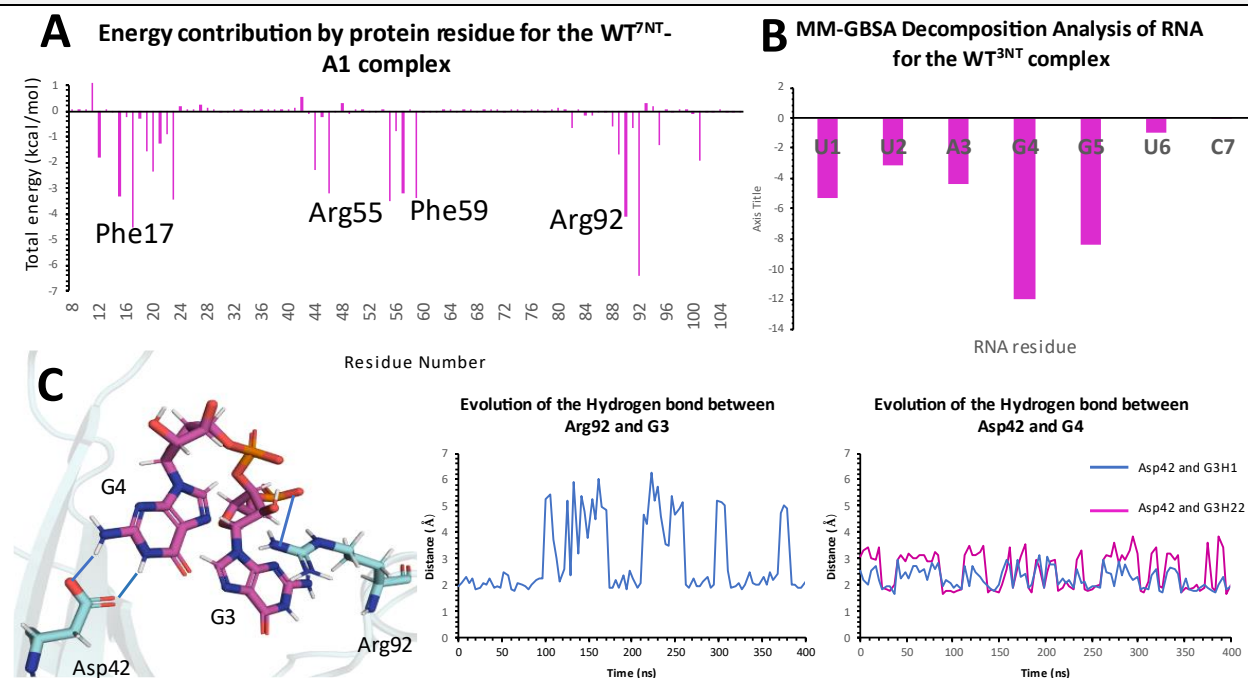 A
Energy contribution by protein residue for the WT7NT-
A1 complex
Total energy (kcal/mol)
1
0
-1
-2
-3
-4
-5
-6
-7
Phe17
Arg55
Phe59
Arg92
8 12 16 20 24 28 32 36 40 44 48 52 56 60 64 68 72 76 80 84 88 92 96 100 104
Residue Number
B
MM-GBSA Decomposition Analysis of RNA
for the WT3NT complex
Axis Title
2
0
-2
-4
-6
-8
-10
-12
-14
U1 U2 A3 G4 G5 U6 C7
RNA residue
C
G4
G3
Asp42
Arg92
Evolution of the Hydrogen bond between
Arg92 and G3
Distance (Å)
7
6
5
4
3
2
1
0
0 50 100 150 200 250 300 350 400
Time (ns)
Evolution of the Hydrogen bond between
Asp42 and G4
Distance (Å)
7
6
5
4
3
2
1
0
Asp42 and G3H1
Asp42 and G3H22
0 50 100 150 200 250 300 350 400
Time (ns)